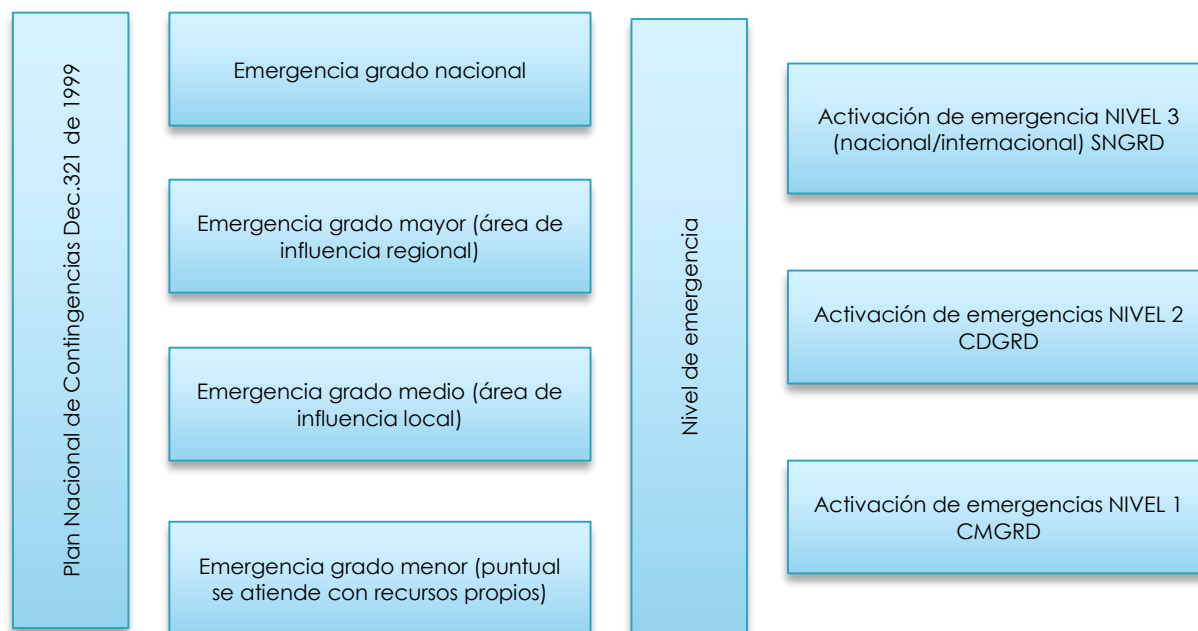 Plan Nacional de Contingencias Dec.321 de 1999
Emergencia grado nacional
Emergencia grado mayor (área de
influencia regional)
Emergencia grado medio (área de
influencia local)
Emergencia grado menor (puntual
se atiende con recursos propios)
Nivel de emergencia
Activación de emergencia NIVEL 3
(nacional/internacional) SNGRD
Activación de emergencias NIVEL 2
CDGRD
Activación de emergencias NIVEL 1
CMGRD